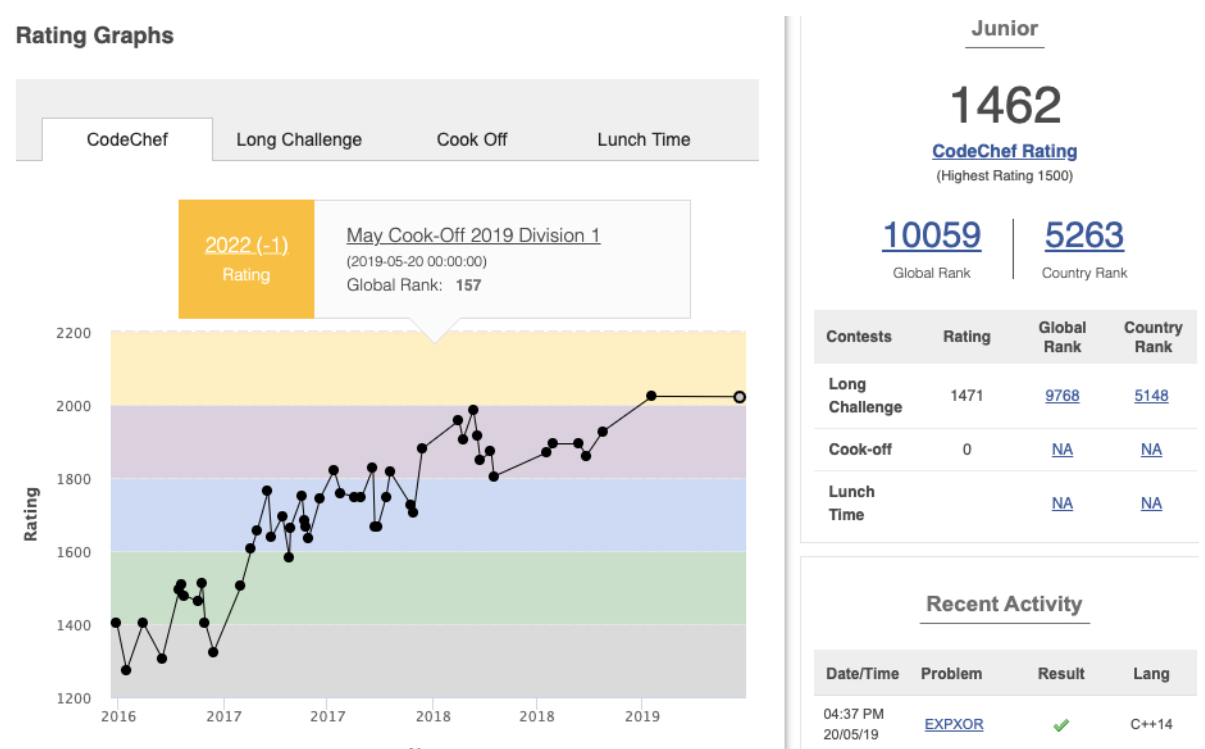 Rating Graphs
CodeChef
Long Challenge
Cook Off
Lunch Time
2022 (-1)
Rating
May Cook-Off 2019 Division 1
(2019-05-20 00:00:00)
Global Rank: 157
2200
2000
1800
1600
1400
1200
Rating
2016
2017
2017
2018
2018
2019
Junior
1462
CodeChef Rating
(Highest Rating 1500)
10059
Global Rank
5263
Country Rank
Contests Rating Global Rank Country Rank
Long Challenge 1471 9768 5148
Cook-off 0 NA NA
Lunch Time NA NA
Recent Activity
Date/Time Problem Result Lang
04:37 PM 20/05/19 EXPXOR C++14